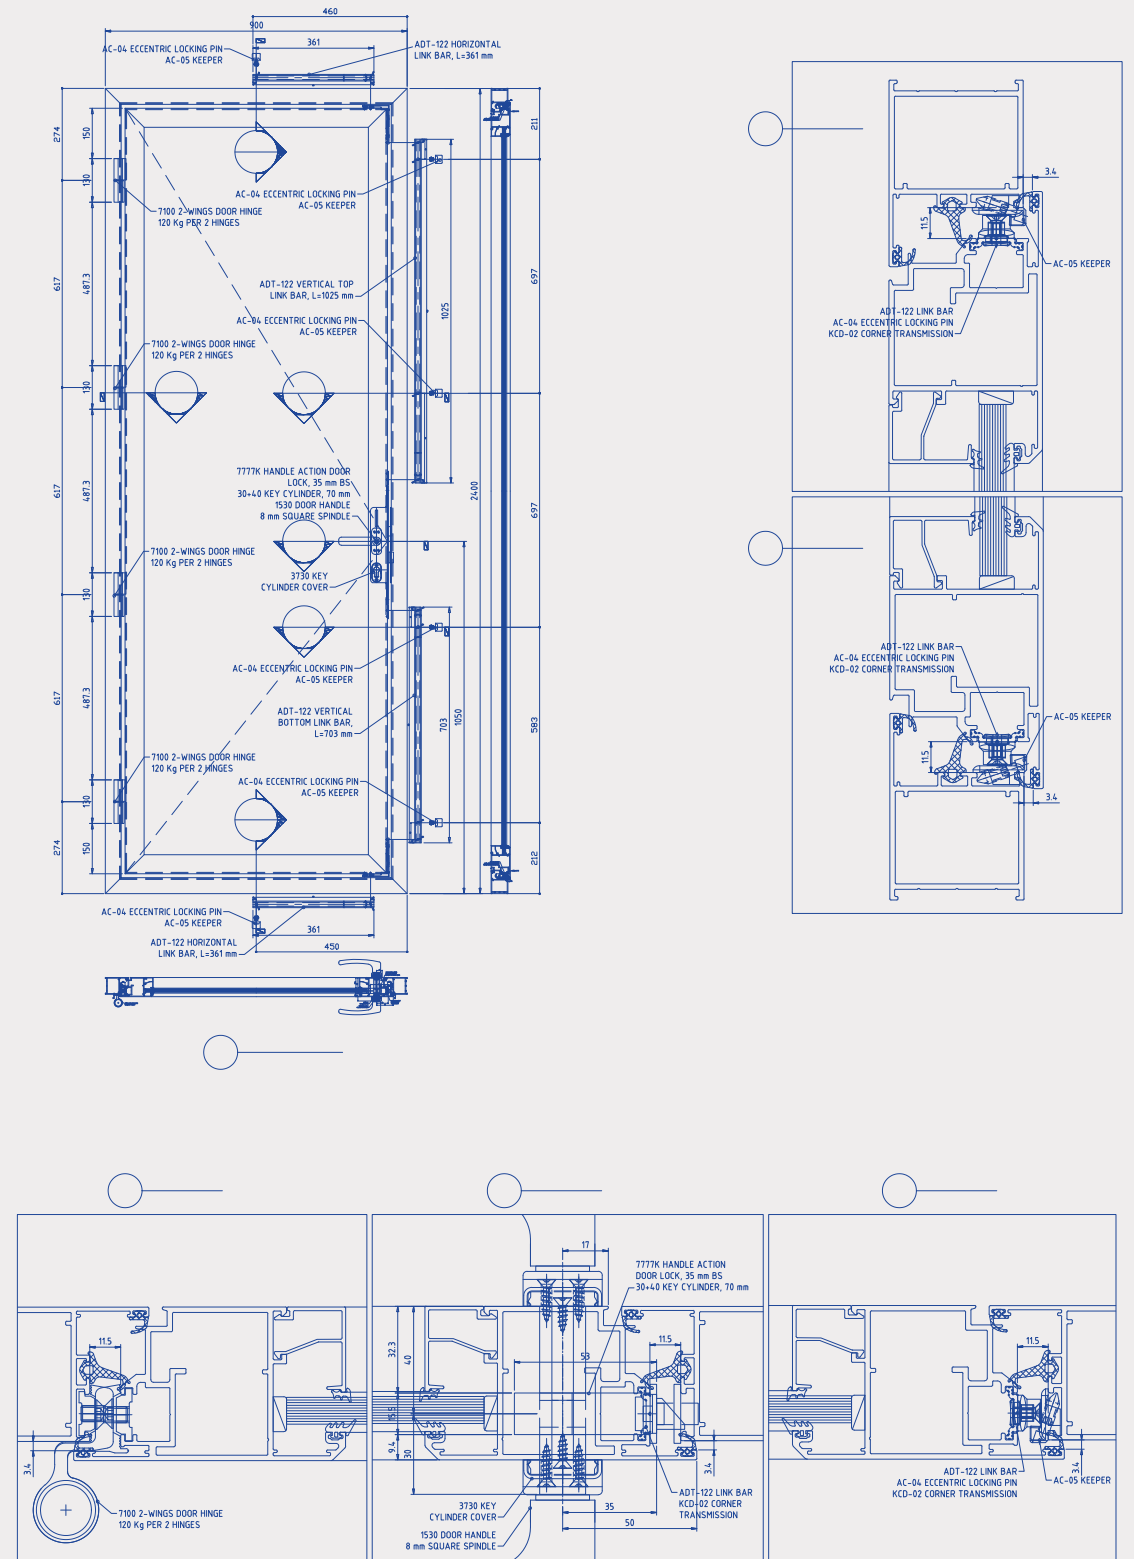 460
900
361
AC-04 ECCENTRIC LOCKING PIN
AC-05 KEEPER
ADT-122 HORIZONTAL
LINK BAR, L=361 mm
274
150
130
211
7100 2-WINGS DOOR HINGE
120 Kg PER 2 HINGES
AC-04 ECCENTRIC LOCKING PIN
AC-05 KEEPER
617
487.3
ADT-122 VERTICAL TOP
LINK BAR, L=1025 mm
697
1025
AC-04 ECCENTRIC LOCKING PIN
AC-05 KEEPER
7100 2-WINGS DOOR HINGE
120 Kg PER 2 HINGES
130
617
487.3
7777K HANDLE ACTION DOOR
LOCK, 35 mm BS
30+40 KEY CYLINDER, 70 mm
1530 DOOR HANDLE
8 mm SQUARE SPINDLE
2400
697
7100 2-WINGS DOOR HINGE
120 Kg PER 2 HINGES
130
3730 KEY
CYLINDER COVER
AC-04 ECCENTRIC LOCKING PIN
AC-05 KEEPER
617
487.3
ADT-122 VERTICAL
BOTTOM LINK BAR,
L=703 mm
703
1050
583
7100 2-WINGS DOOR HINGE
120 Kg PER 2 HINGES
130
AC-04 ECCENTRIC LOCKING PIN
AC-05 KEEPER
274
150
212
AC-04 ECCENTRIC LOCKING PIN
AC-05 KEEPER
361
ADT-122 HORIZONTAL
LINK BAR, L=361 mm
450
3.4
11.5
AC-05 KEEPER
ADT-122 LINK BAR
AC-04 ECCENTRIC LOCKING PIN
KCD-02 CORNER TRANSMISSION
ADT-122 LINK BAR
AC-04 ECCENTRIC LOCKING PIN
KCD-02 CORNER TRANSMISSION
AC-05 KEEPER
11.5
3.4
11.5
3.4
7100 2-WINGS DOOR HINGE
120 Kg PER 2 HINGES
17
7777K HANDLE ACTION
DOOR LOCK, 35 mm BS
30+40 KEY CYLINDER, 70 mm
32.3
40
53
11.5
9.4
30
3.4
3730 KEY
CYLINDER COVER
1530 DOOR HANDLE
8 mm SQUARE SPINDLE
35
50
ADT-122 LINK BAR
KCD-02 CORNER
TRANSMISSION
11.5
3.4
ADT-122 LINK BAR
AC-04 ECCENTRIC LOCKING PIN
KCD-02 CORNER TRANSMISSION
AC-05 KEEPER